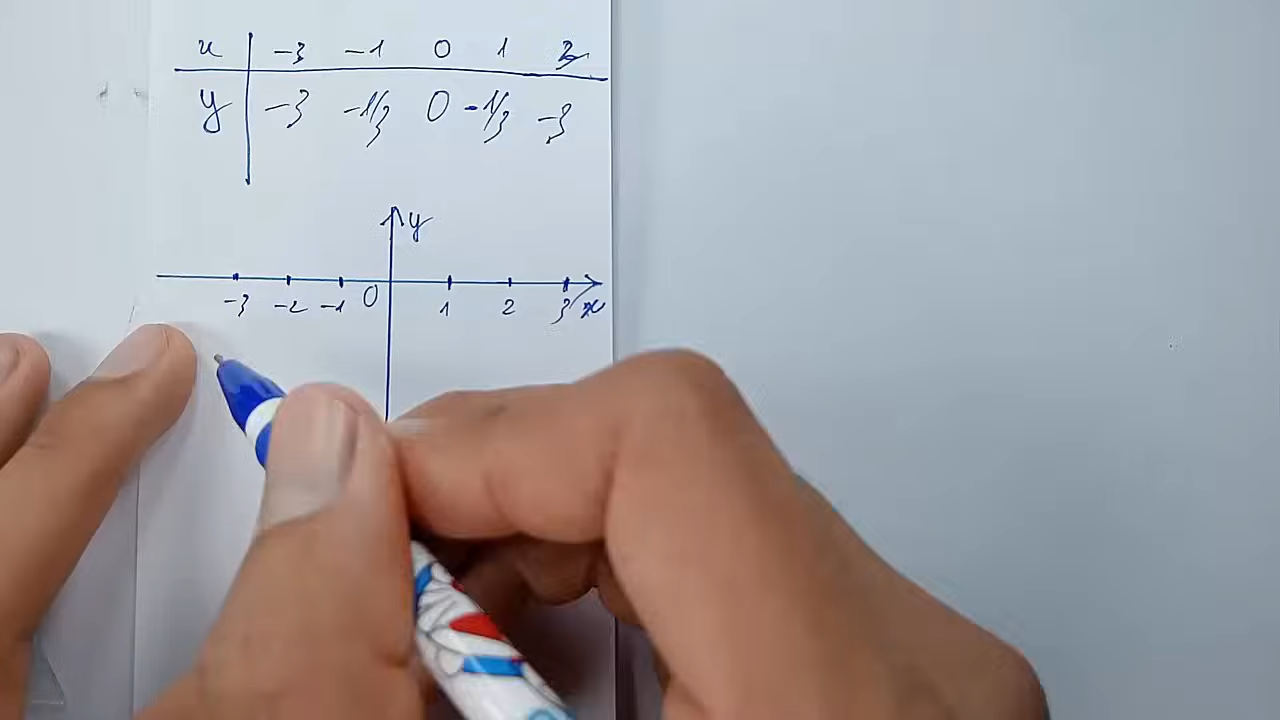 x -3 -1 0 1 3
y -3 -1/3 0 -1/3 -3
y
-3 -2 -1 0 1 2 3 x